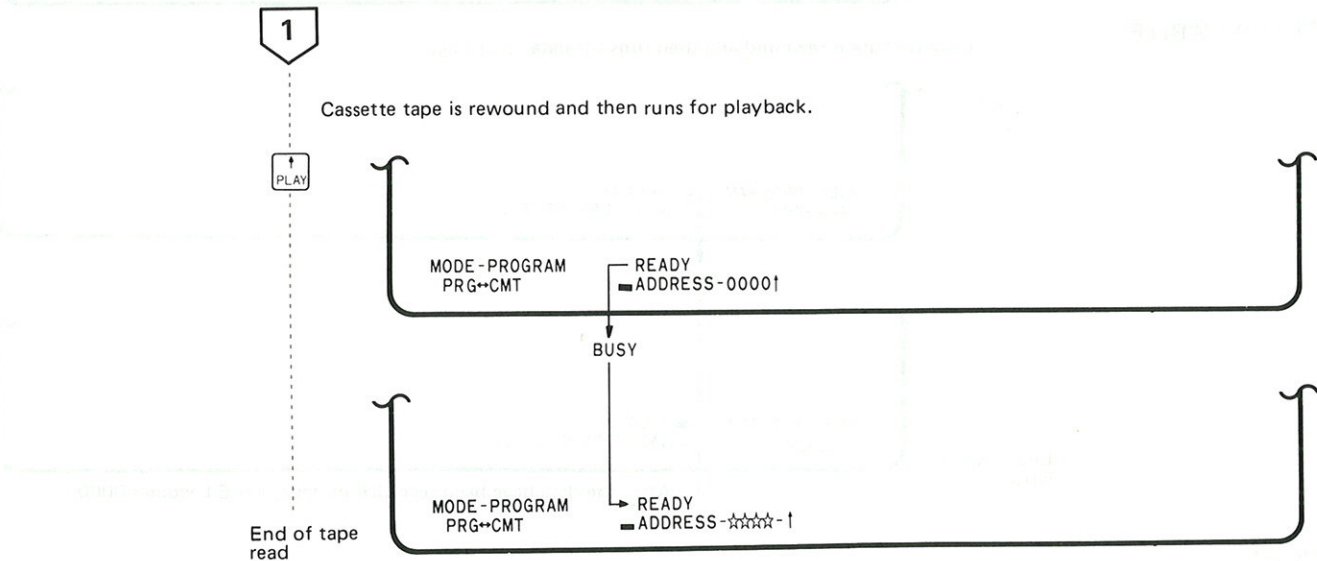 1
Cassette tape is rewound and then runs for playback.
↑
PLAY
MODE-PROGRAM READY
PRG↔CMT ADDRESS-0000↑
BUSY
MODE-PROGRAM READY
PRG↔CMT ADDRESS-☆☆☆☆-↑
End of tape
read